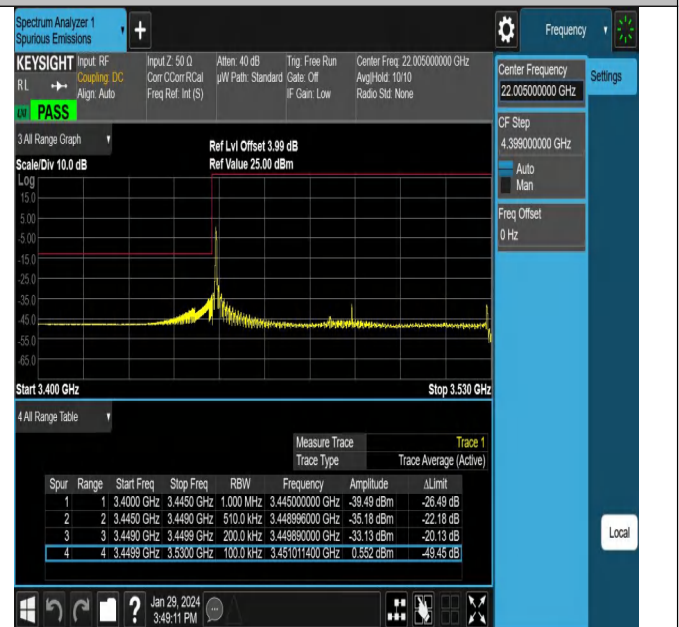 Spectrum Analyzer 1
Spurious Emissions
+
Frequency
KEYSIGHT Input: RF Input Z: 50 Ω Atten: 40 dB Trig: Free Run Center Freq: 22.005000000 GHz
RL Coupling: DC Corr CCorr RCal µW Path: Standard Gate: Off Avg|Hold: 10/10
Align: Auto Freq Ref: Int (S) IF Gain: Low Radio Std: None
PASS
Center Frequency
22.005000000 GHz
Settings
CF Step
4.399000000 GHz
Auto
Man
Freq Offset
0 Hz
3 All Range Graph
Ref Lvl Offset 3.99 dB
Scale/Div 10.0 dB Ref Value 25.00 dBm
Log
15.0
5.00
-5.00
-15.0
-25.0
-35.0
-45.0
-55.0
-65.0
Start 3.400 GHz Stop 3.530 GHz
4 All Range Table
Measure Trace Trace 1
Trace Type Trace Average (Active)
Spur Range Start Freq Stop Freq RBW Frequency Amplitude ΔLimit
1 1 3.4000 GHz 3.4450 GHz 1.000 MHz 3.445000000 GHz -39.49 dBm -26.49 dB
2 2 3.4450 GHz 3.4490 GHz 510.0 kHz 3.448996000 GHz -35.18 dBm -22.18 dB
3 3 3.4490 GHz 3.4499 GHz 200.0 kHz 3.449890000 GHz -33.13 dBm -20.13 dB
4 4 3.4499 GHz 3.5300 GHz 100.0 kHz 3.451011400 GHz 0.552 dBm -49.45 dB
Local
? Jan 29, 2024
3:49:11 PM